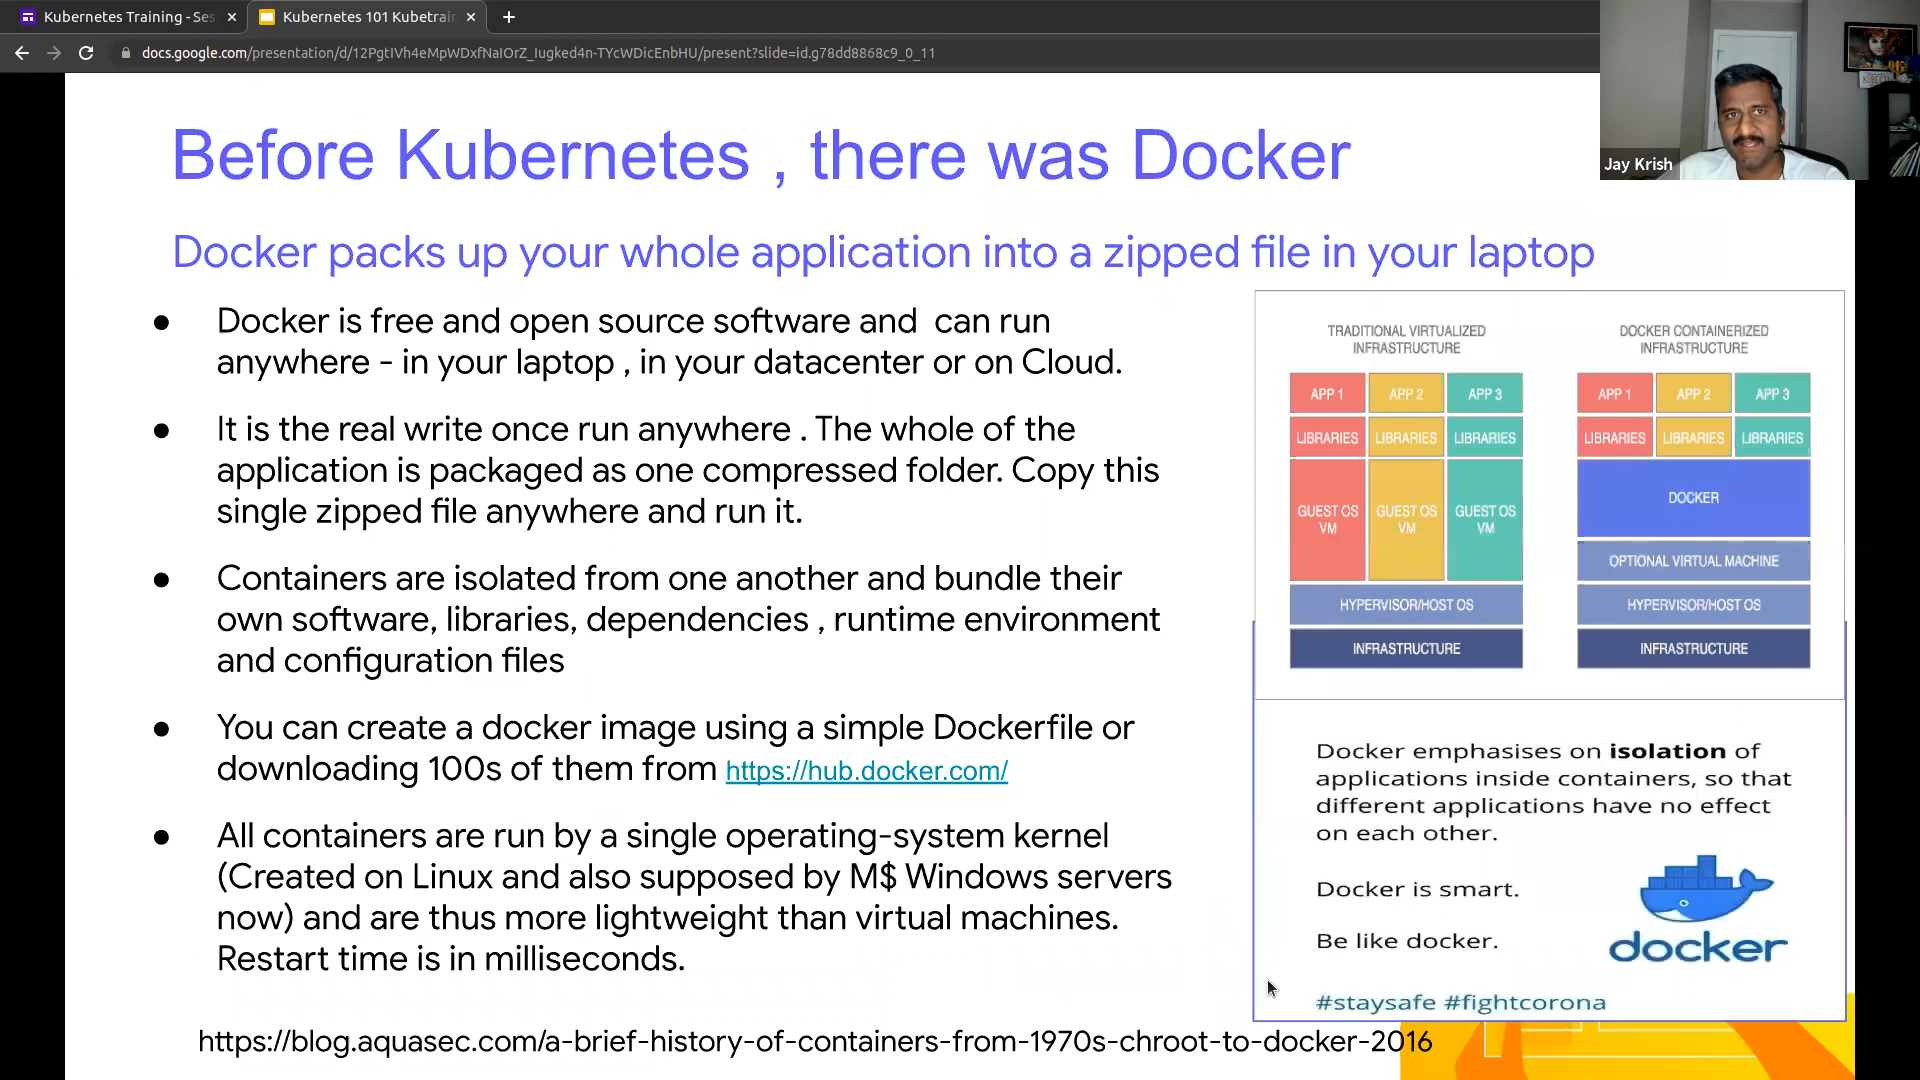 Kubernetes Training - Ses
Kubernetes 101 Kubetrain
docs.google.com/presentation/d/12PgtIVh4eMpWDxfNaIOrZ_Iugked4n-TYcWDicEnbHU/present?slide=id.g78dd8868c9_0_11
Jay Krish
Before Kubernetes , there was Docker
Docker packs up your whole application into a zipped file in your laptop
● Docker is free and open source software and can run
anywhere - in your laptop , in your datacenter or on Cloud.
● It is the real write once run anywhere . The whole of the
application is packaged as one compressed folder. Copy this
single zipped file anywhere and run it.
● Containers are isolated from one another and bundle their
own software, libraries, dependencies , runtime environment
and configuration files
● You can create a docker image using a simple Dockerfile or
downloading 100s of them from https://hub.docker.com/
● All containers are run by a single operating-system kernel
(Created on Linux and also supposed by M$ Windows servers
now) and are thus more lightweight than virtual machines.
Restart time is in milliseconds.
https://blog.aquasec.com/a-brief-history-of-containers-from-1970s-chroot-to-docker-2016
TRADITIONAL VIRTUALIZED
INFRASTRUCTURE
APP 1 APP 2 APP 3
LIBRARIES LIBRARIES LIBRARIES
GUEST OS GUEST OS GUEST OS
VM VM VM
HYPERVISOR/HOST OS
INFRASTRUCTURE
DOCKER CONTAINERIZED
INFRASTRUCTURE
APP 1 APP 2 APP 3
LIBRARIES LIBRARIES LIBRARIES
DOCKER
OPTIONAL VIRTUAL MACHINE
HYPERVISOR/HOST OS
INFRASTRUCTURE
Docker emphasises on isolation of
applications inside containers, so that
different applications have no effect
on each other.
Docker is smart.
Be like docker.
docker
#staysafe #fightcorona